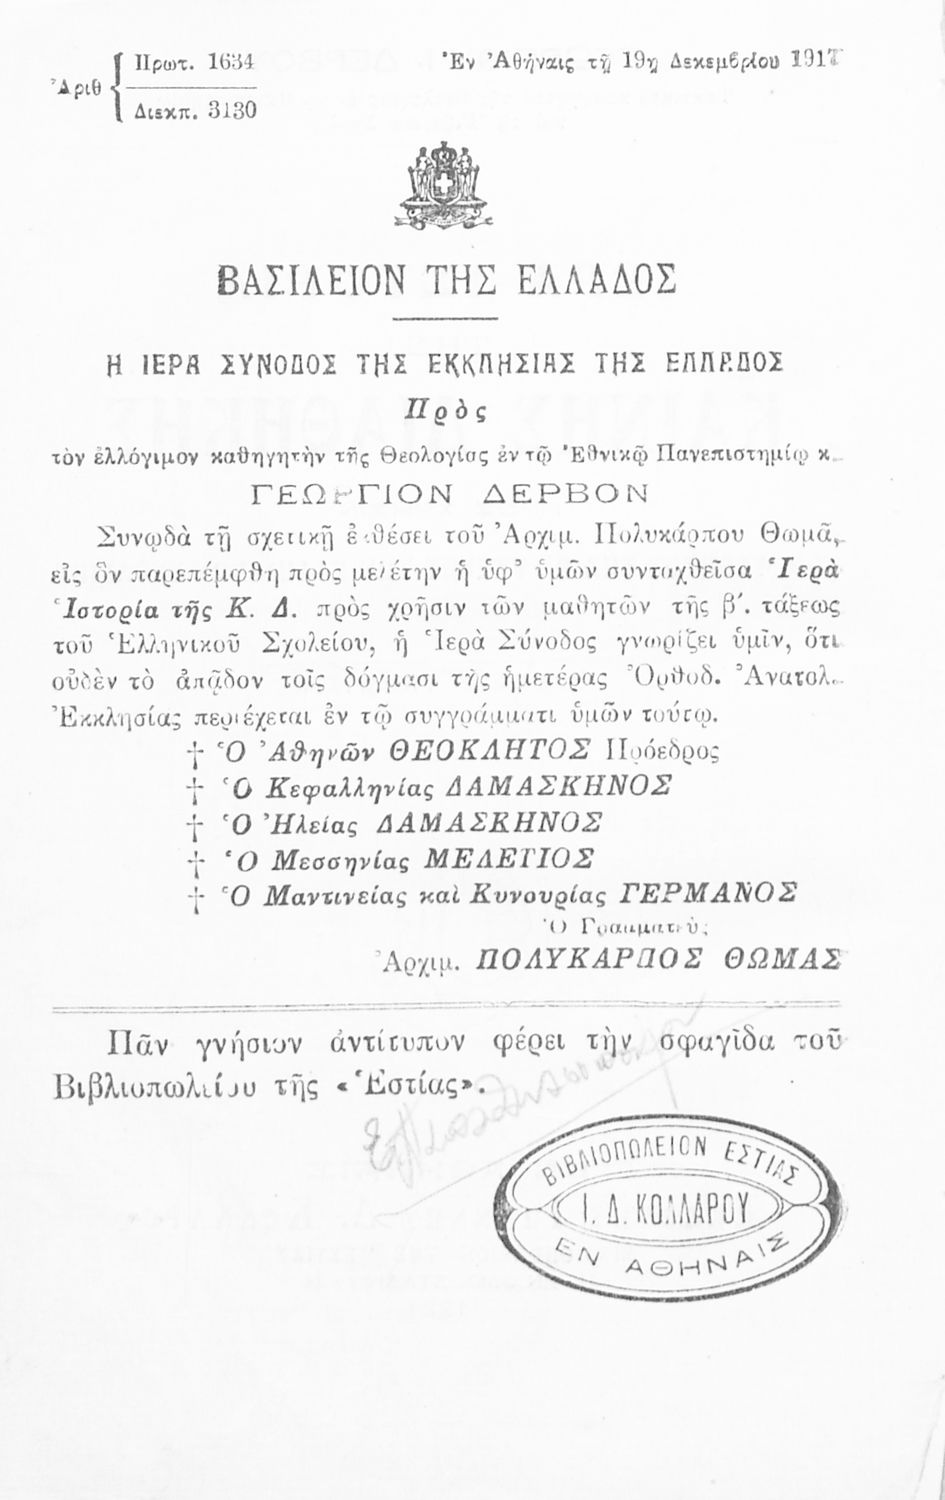 Ἀριθ { Πρωτ. 1634
Διεκπ. 3130
Ἐν Ἀθήναις τῇ 19ῃ Δεκεμβρίου
ΒΑΣΙΛΕΙΟΝ ΤΗΣ ΕΛΛΑΔΟΣ
Η ΙΕΡΑ ΣΥΝΟΔΟΣ ΤΗΣ ΕΚΚΛΗΣΙΑΣ ΤΗΣ ΕΛΛΑΔΟΣ
Πρὸς
τὸν ἐλλόγιμον καθηγητὴν τῆς Θεολογίας ἐν τῷ Ἐθνικῷ Πανεπιστημίῳ κ.
ΓΕΩΡΓΙΟΝ ΔΕΡΒΟΝ
Συνῳδὰ τῇ σχετικῇ ἐκθέσει τοῦ Ἀρχιμ. Πολυκάρπου Θωμᾶ,
εἰς ὃν παρεπέμφθη πρὸς μελέτην ἡ ὑφ' ὑμῶν συνταχθεῖσα Ἱερὰ
Ἱστορία τῆς Κ. Δ. πρὸς χρῆσιν τῶν μαθητῶν τῆς β΄. τάξεως
τοῦ Ἑλληνικοῦ Σχολείου, ἡ Ἱερὰ Σύνοδος γνωρίζει ὑμῖν, ὅτι
οὐδὲν τὸ ἀπᾷδον τοῖς δόγμασι τῆς ἡμετέρας Ὀρθοδ. Ἀνατολ.
Ἐκκλησίας περιέχεται ἐν τῷ συγγράμματι ὑμῶν τούτῳ.
† Ὁ Ἀθηνῶν ΘΕΟΚΛΗΤΟΣ Πρόεδρος
† Ὁ Κεφαλληνίας ΔΑΜΑΣΚΗΝΟΣ
† Ὁ Ἠλείας ΔΑΜΑΣΚΗΝΟΣ
† Ὁ Μεσσηνίας ΜΕΛΕΤΙΟΣ
† Ὁ Μαντινείας καὶ Κυνουρίας ΓΕΡΜΑΝΟΣ
Ὁ Γραμματεὺς
Ἀρχιμ. ΠΟΛΥΚΑΡΠΟΣ ΘΩΜΑΣ
Πᾶν γνήσιον ἀντίτυπον φέρει τὴν σφαγῖδα τοῦ
Βιβλιοπωλείου τῆς «Ἑστίας».
ΒΙΒΛΙΟΠΩΛΕΙΟΝ ΕΣΤΙΑΣ
Ι. Δ. ΚΟΛΛΑΡΟΥ
ΕΝ ΑΘΗΝΑΙΣ